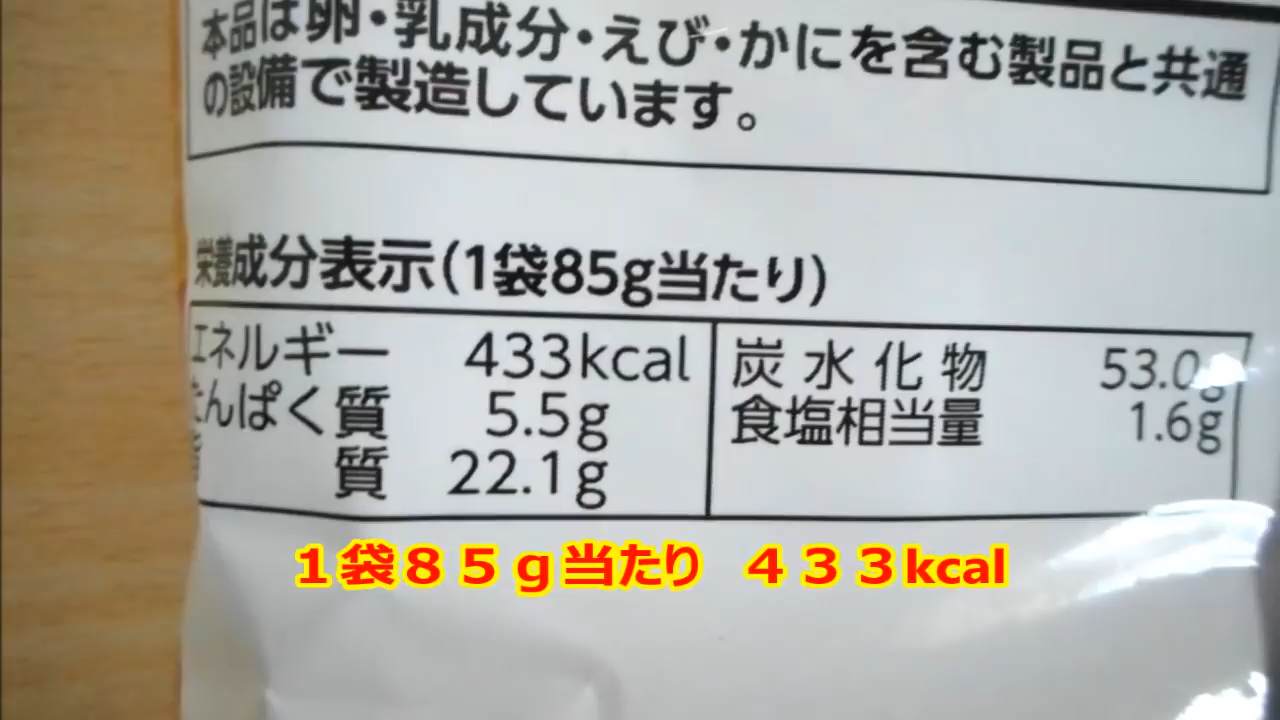 本品は卵・乳成分・えび・かにを含む製品と共通
の設備で製造しています。
栄養成分表示(1袋85g当たり)
エネルギー 433kcal
たんぱく質 5.5g
質 22.1g
炭水化物 53.0g
食塩相当量 1.6g
１袋８５ｇ当たり ４３３kcal